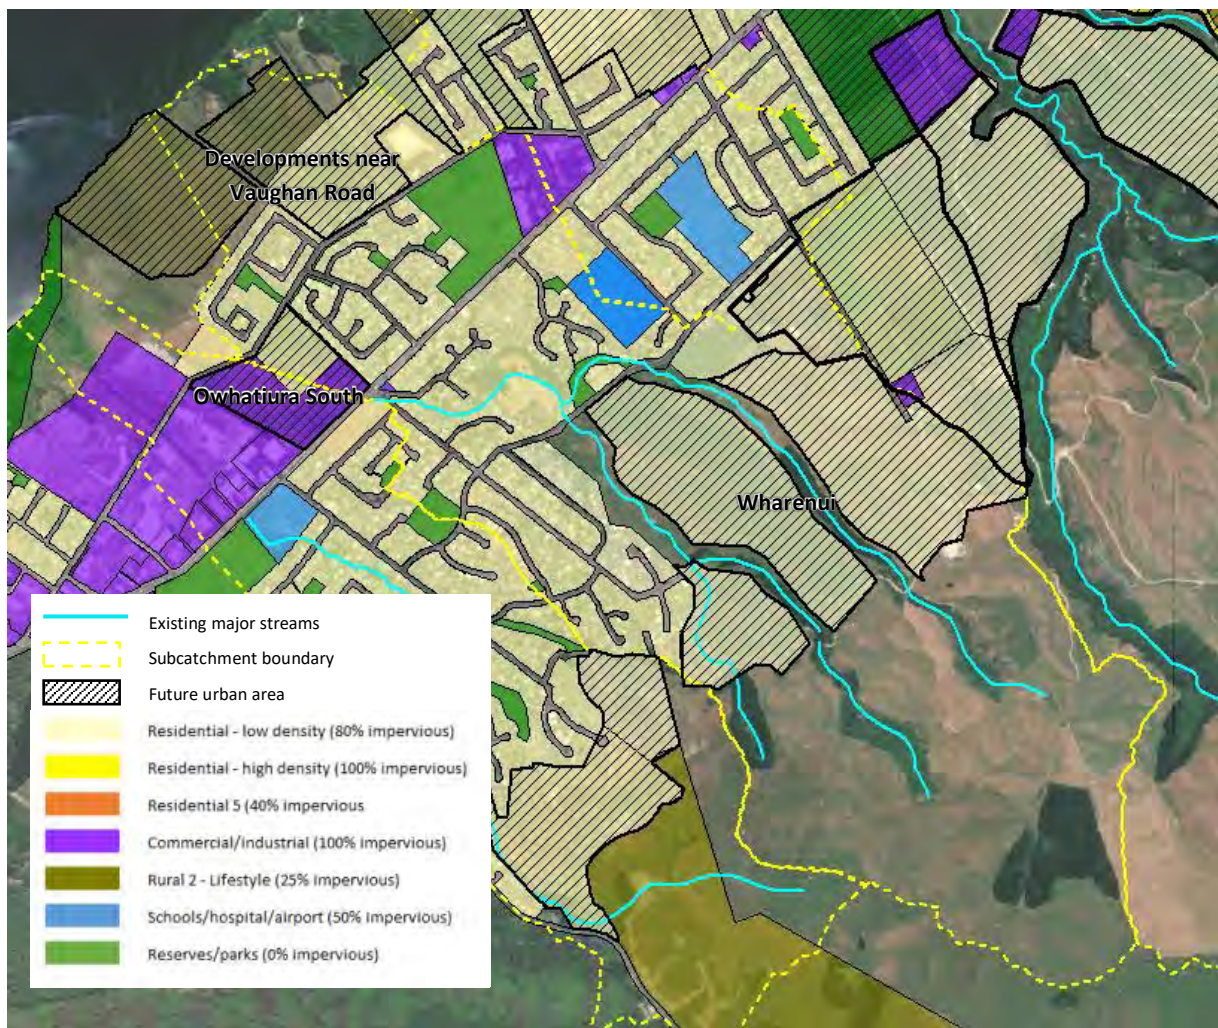 Developments near
Vaughan Road
Owhatiura South
Wharenui
Existing major streams
Subcatchment boundary
Future urban area
Residential - low density (80% impervious)
Residential - high density (100% impervious)
Residential 5 (40% impervious
Commercial/industrial (100% impervious)
Rural 2 - Lifestyle (25% impervious)
Schools/hospital/airport (50% impervious)
Reserves/parks (0% impervious)